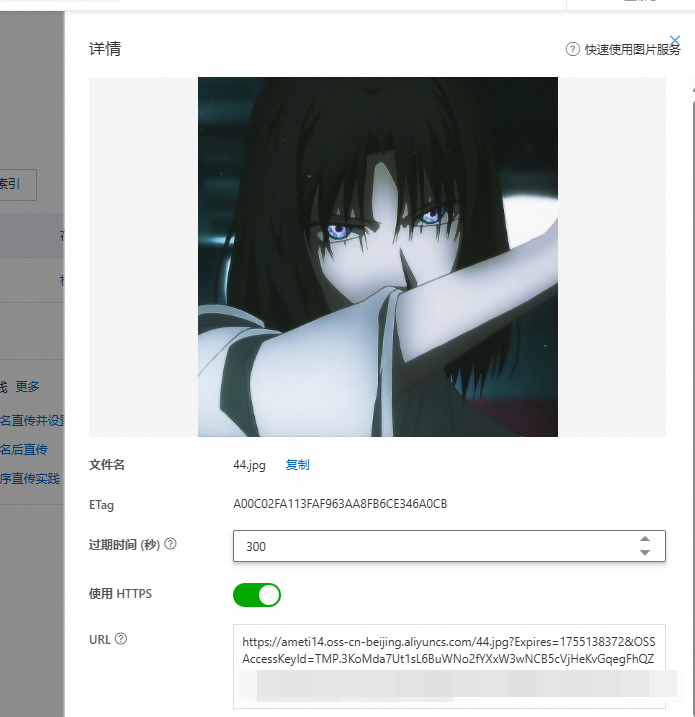 详情
快速使用图片服务
索引
线 更多
名直传并设置
名后直传
序直传实践
文件名 44.jpg 复制
ETag A00C02FA113FAF963AA8FB6CE346A0CB
过期时间 (秒) 300
使用 HTTPS
URL https://ameti14.oss-cn-beijing.aliyuncs.com/44.jpg?Expires=1755138372&OSS
AccessKeyId=TMP.3KoMda7Ut1sL6BuWNo2fYXxW3wNCB5cVjHeKvGqegFhQZ